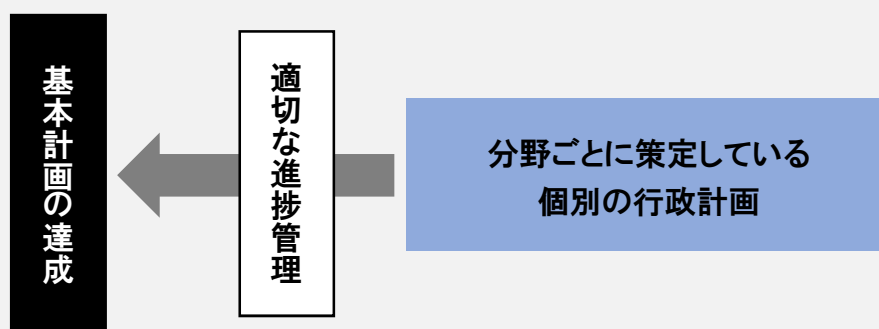 基本計画の達成
適切な進捗管理
分野ごとに策定している
個別の行政計画